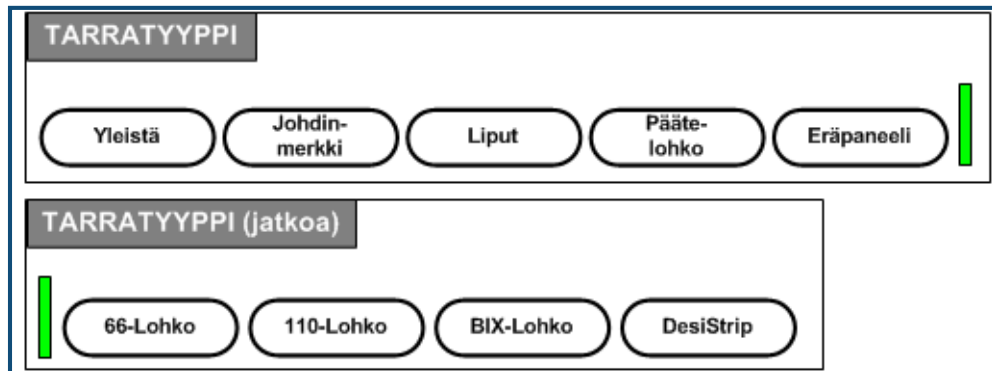 TARRATYYPPI
Yleistä
Johdin-
merkki
Liput
Pääte-
lohko
Eräpaneeli
TARRATYYPPI (jatkoa)
66-Lohko
110-Lohko
BIX-Lohko
DesiStrip